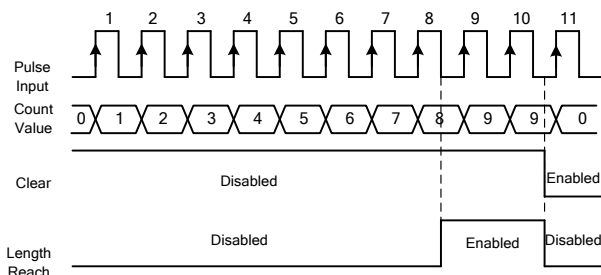 1 2 3 4 5 6 7 8 9 10 11
Pulse
Input
Count
Value
0 1 2 3 4 5 6 7 8 9 9 0
Clear
Disabled
Enabled
Length
Reach
Disabled
Enabled
Disabled